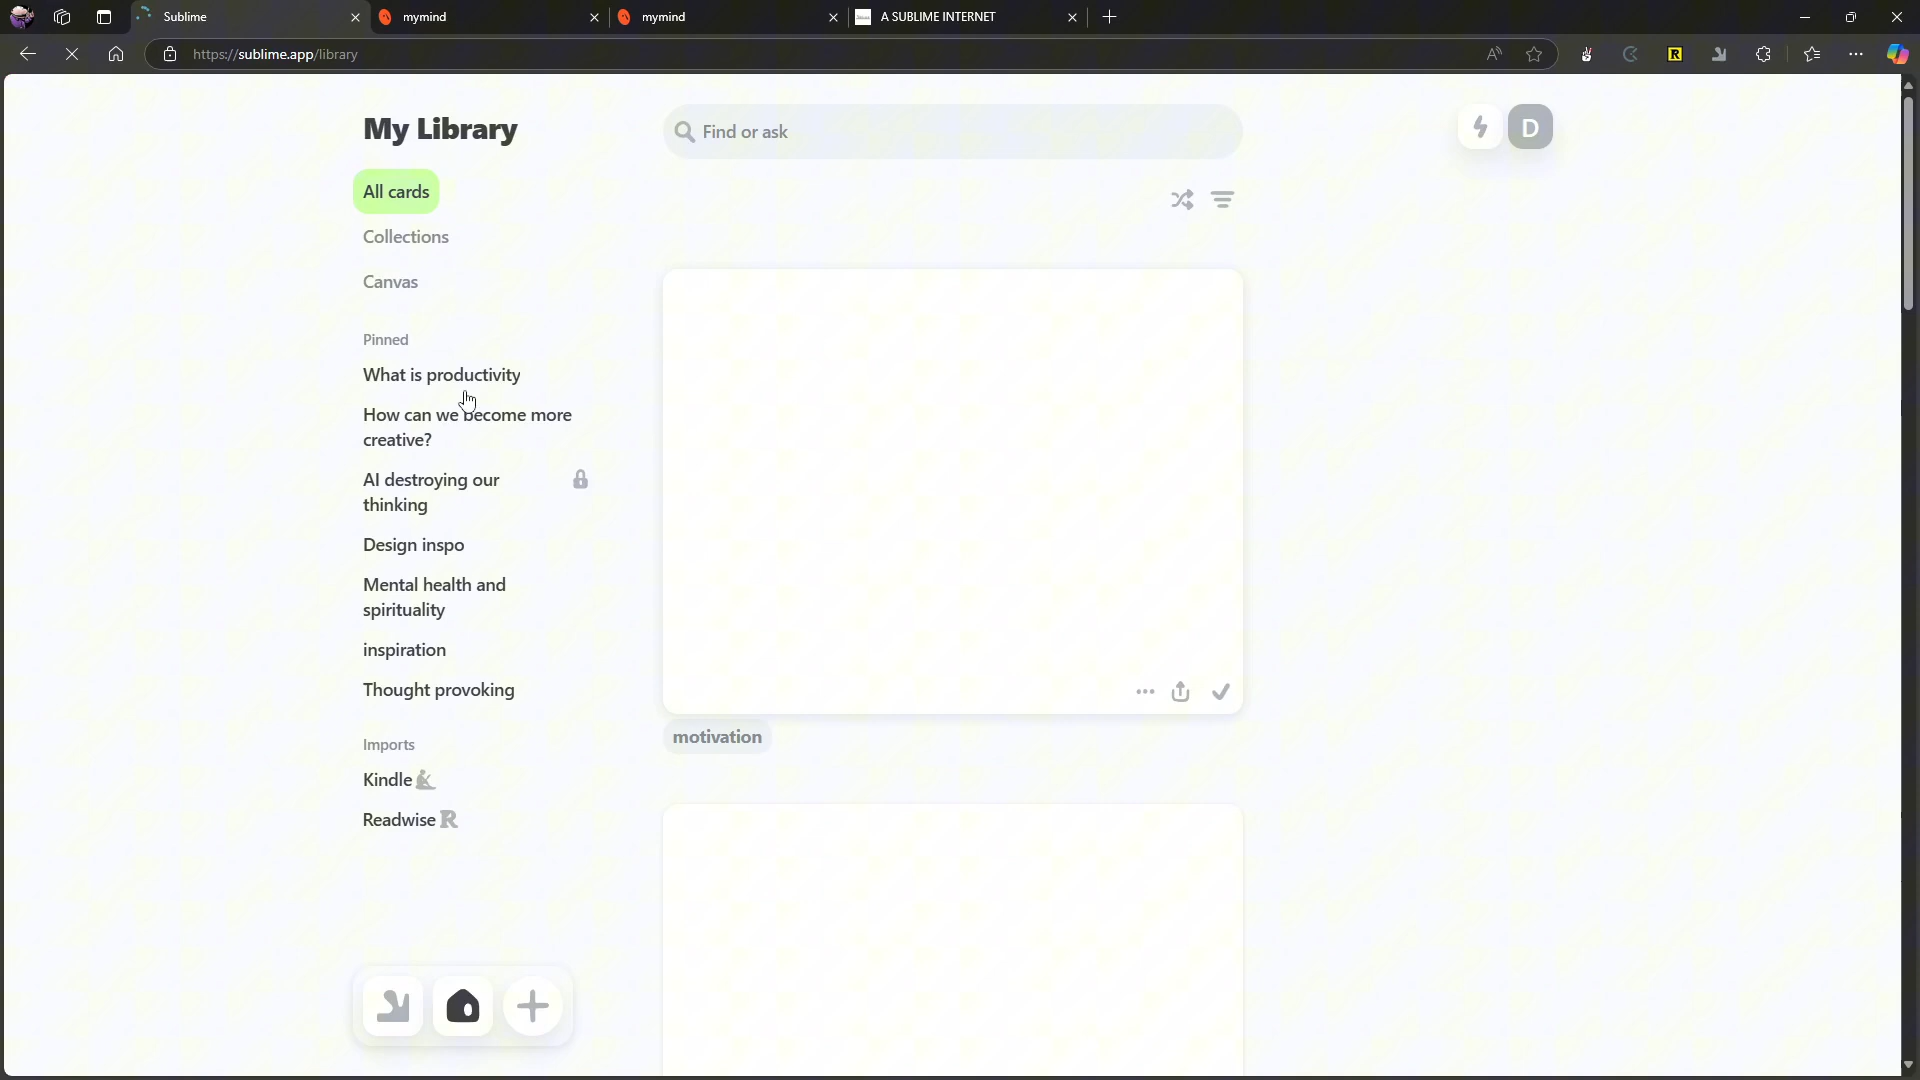 Sublime
mymind
mymind
A SUBLIME INTERNET
https://sublime.app/library
My Library
Find or ask
D
All cards
Collections
Canvas
Pinned
What is productivity
How can we become more
creative?
AI destroying our
thinking
Design inspo
Mental health and
spirituality
inspiration
Thought provoking
motivation
Imports
Kindle
Readwise R